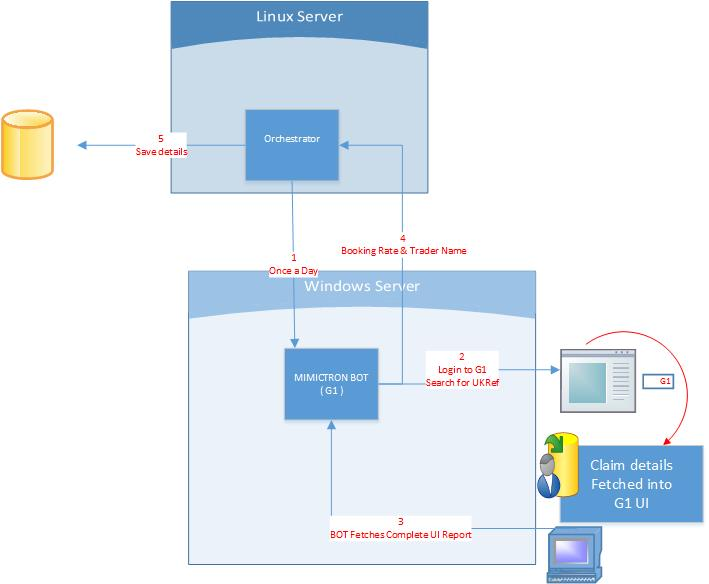 Linux Server
Orchestrator
5
Save details
4
Booking Rate & Trader Name
1
Once a Day
Windows Server
MIMICTRON BOT
( G1 )
2
Login to G1
Search for UKRef
G1
Claim details
Fetched into
G1 UI
3
BOT Fetches Complete UI Report